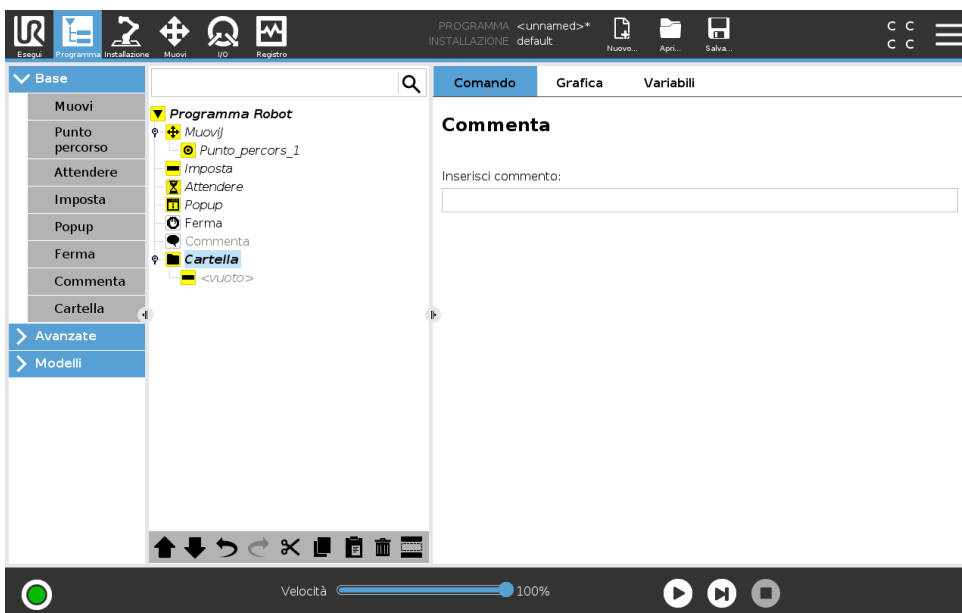 UR
PROGRAMMA <unnamed>*
INSTALLAZIONE default
Esegui Programma Installazione Muovi I/O Registro
Nuovo... Apri... Salva...
C C
C C
Base
Muovi
Punto
percorso
Attendere
Imposta
Popup
Ferma
Commenta
Cartella
Avanzate
Modelli
Programma Robot
MuoviJ
Punto_percors_1
Imposta
Attendere
Popup
Ferma
Commenta
Cartella
<vuoto>
Comando Grafica Variabili
Commenta
Inserisci commento:
Velocità 100%